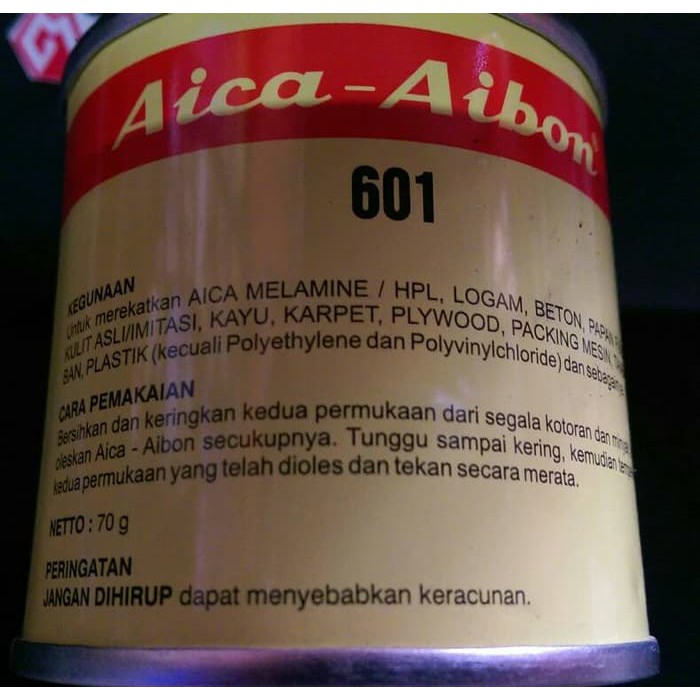 Aica-Aibon
601
KEGUNAAN
Untuk merekatkan AICA MELAMINE / HPL, LOGAM, BETON, PAPAN
KULIT ASLI/IMITASI, KAYU, KARPET, PLYWOOD, PACKING MESIN,
BAN, PLASTIK (kecuali Polyethylene dan Polyvinylchloride) dan sebagainya
CARA PEMAKAIAN
Bersihkan dan keringkan kedua permukaan dari segala kotoran dan
oleskan Aica - Aibon secukupnya. Tunggu sampai kering, kemudian
kedua permukaan yang telah dioles dan tekan secara merata.
NETTO : 70 g
PERINGATAN
JANGAN DIHIRUP dapat menyebabkan keracunan.